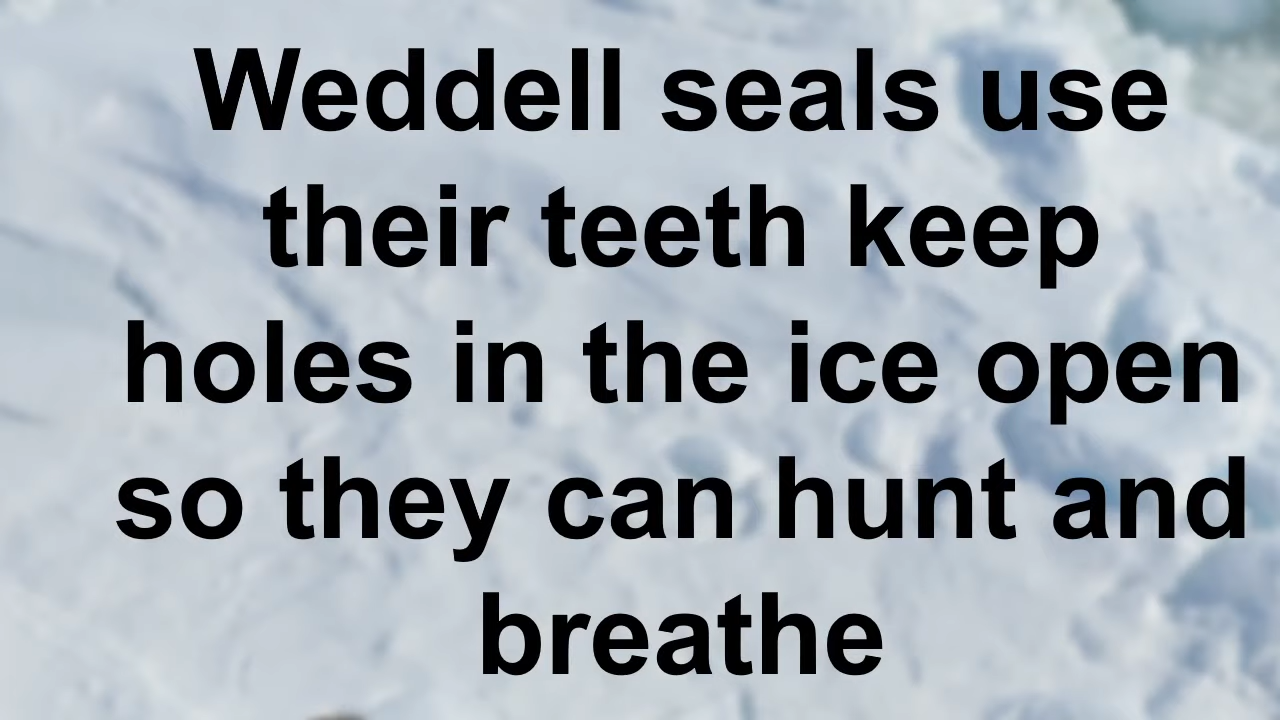 Weddell seals use
their teeth keep
holes in the ice open
so they can hunt and
breathe